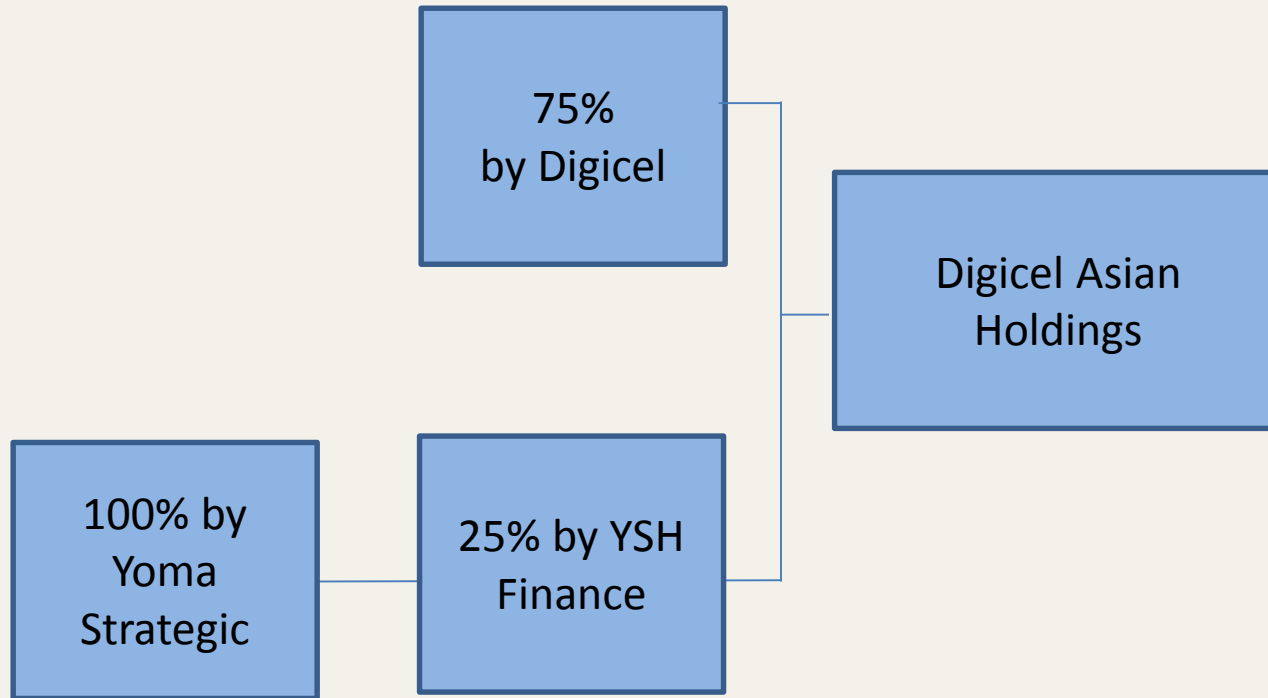 75%
by Digicel
Digicel Asian
Holdings
100% by
Yoma
Strategic
25% by YSH
Finance